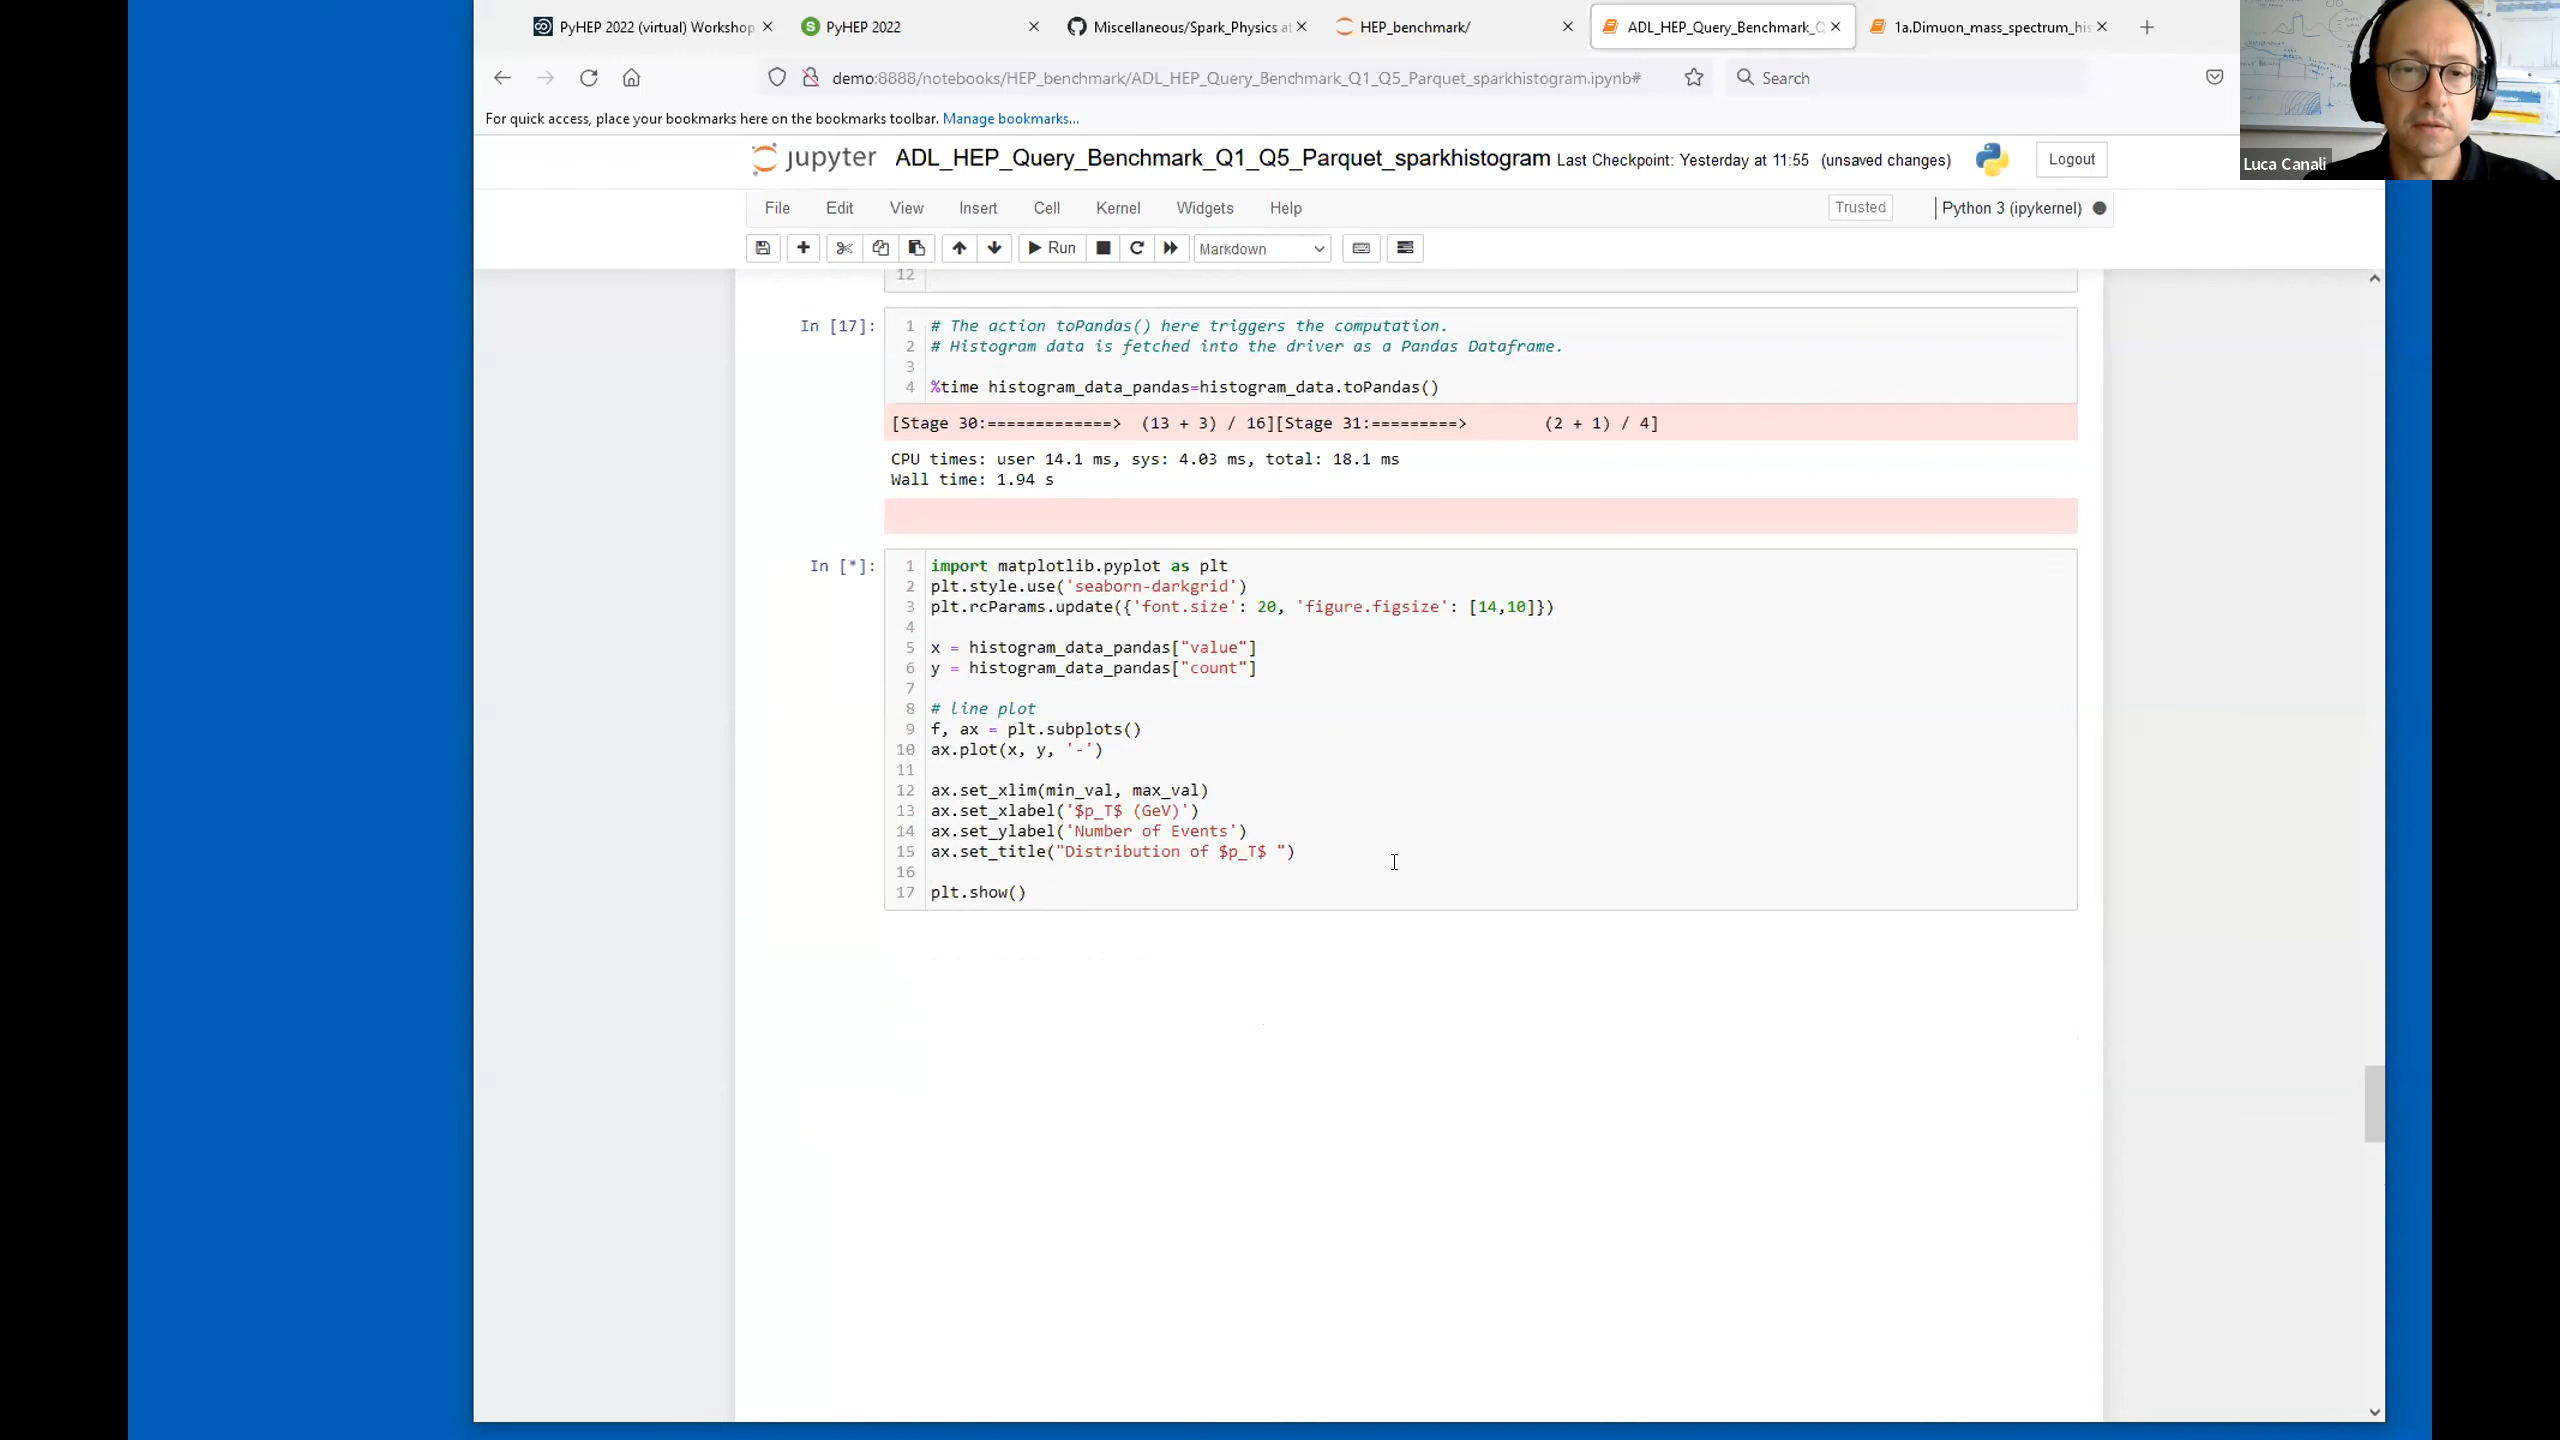 PyHEP 2022 (virtual) Workshop
PyHEP 2022
Miscellaneous/Spark_Physics at
HEP_benchmark/
ADL_HEP_Query_Benchmark_Q
1a.Dimuon_mass_spectrum_his
demo:8888/notebooks/HEP_benchmark/ADL_HEP_Query_Benchmark_Q1_Q5_Parquet_sparkhistogram.ipynb#
Search
For quick access, place your bookmarks here on the bookmarks toolbar. Manage bookmarks...
Luca Canali
jupyter ADL_HEP_Query_Benchmark_Q1_Q5_Parquet_sparkhistogram Last Checkpoint: Yesterday at 11:55 (unsaved changes)
Logout
File Edit View Insert Cell Kernel Widgets Help
Trusted
Python 3 (ipykernel)
Run
Markdown
12
In [17]:
1 # The action toPandas() here triggers the computation.
2 # Histogram data is fetched into the driver as a Pandas Dataframe.
3
4 %time histogram_data_pandas=histogram_data.toPandas()
[Stage 30:=============> (13 + 3) / 16][Stage 31:=========> (2 + 1) / 4]
CPU times: user 14.1 ms, sys: 4.03 ms, total: 18.1 ms
Wall time: 1.94 s
In [*]:
1 import matplotlib.pyplot as plt
2 plt.style.use('seaborn-darkgrid')
3 plt.rcParams.update({'font.size': 20, 'figure.figsize': [14,10]})
4
5 x = histogram_data_pandas["value"]
6 y = histogram_data_pandas["count"]
7
8 # line plot
9 f, ax = plt.subplots()
10 ax.plot(x, y, '-')
11
12 ax.set_xlim(min_val, max_val)
13 ax.set_xlabel('$p_T$ (GeV)')
14 ax.set_ylabel('Number of Events')
15 ax.set_title("Distribution of $p_T$ ")
16
17 plt.show()